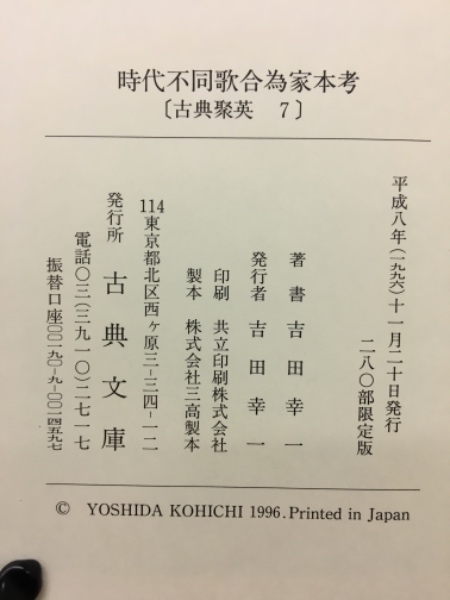 時代不同歌合為家本考
〔古典聚英 7〕
平成八年(一九九六)十一月二十日発行
二八〇部限定版
著書 吉田幸一
発行者 吉田幸一
印刷 共立印刷株式会社
製本 株式会社三高製本
114東京都北区西ヶ原三-三四-一二
発行所 古典文庫
電話〇三(三九一〇)二七一七
振替口座〇〇一九〇-九-〇〇一四五九七
© YOSHIDA KOHICHI 1996. Printed in Japan